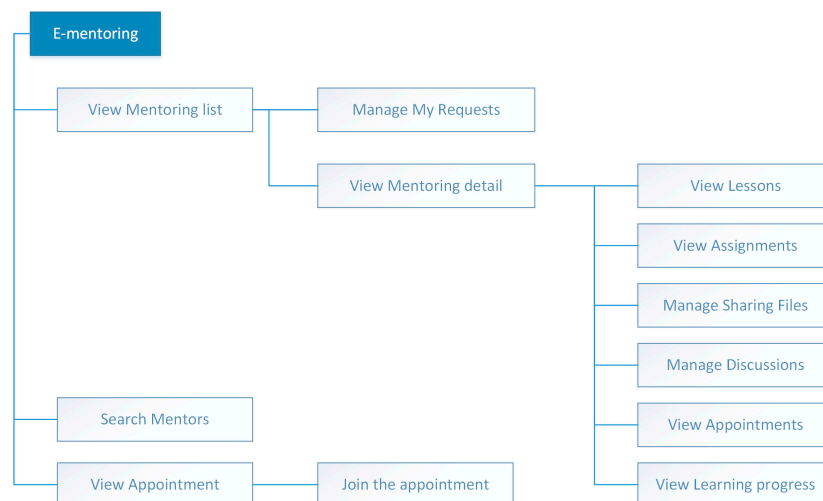 E-mentoring
View Mentoring list
Manage My Requests
View Mentoring detail
View Lessons
View Assignments
Manage Sharing Files
Manage Discussions
Search Mentors
View Appointments
View Appointment
Join the appointment
View Learning progress